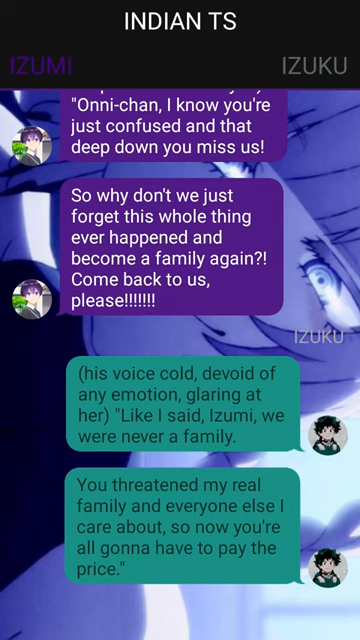 INDIAN TS
IZUMI
IZUKU
"Onni-chan, I know you're
just confused and that
deep down you miss us!
So why don't we just
forget this whole thing
ever happened and
become a family again?!
Come back to us,
please!!!!!!!
IZUKU
(his voice cold, devoid of
any emotion, glaring at
her) "Like I said, Izumi, we
were never a family.
You threatened my real
family and everyone else I
care about, so now you're
all gonna have to pay the
price."